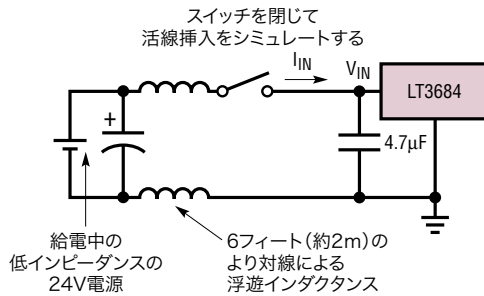 スイッチを閉じて
活線挿入をシミュレートする
IIN
VIN
LT3684
+
4.7µF
給電中の
低インピーダンスの
24V電源
6フィート（約2m）の
より対線による
浮遊インダクタンス